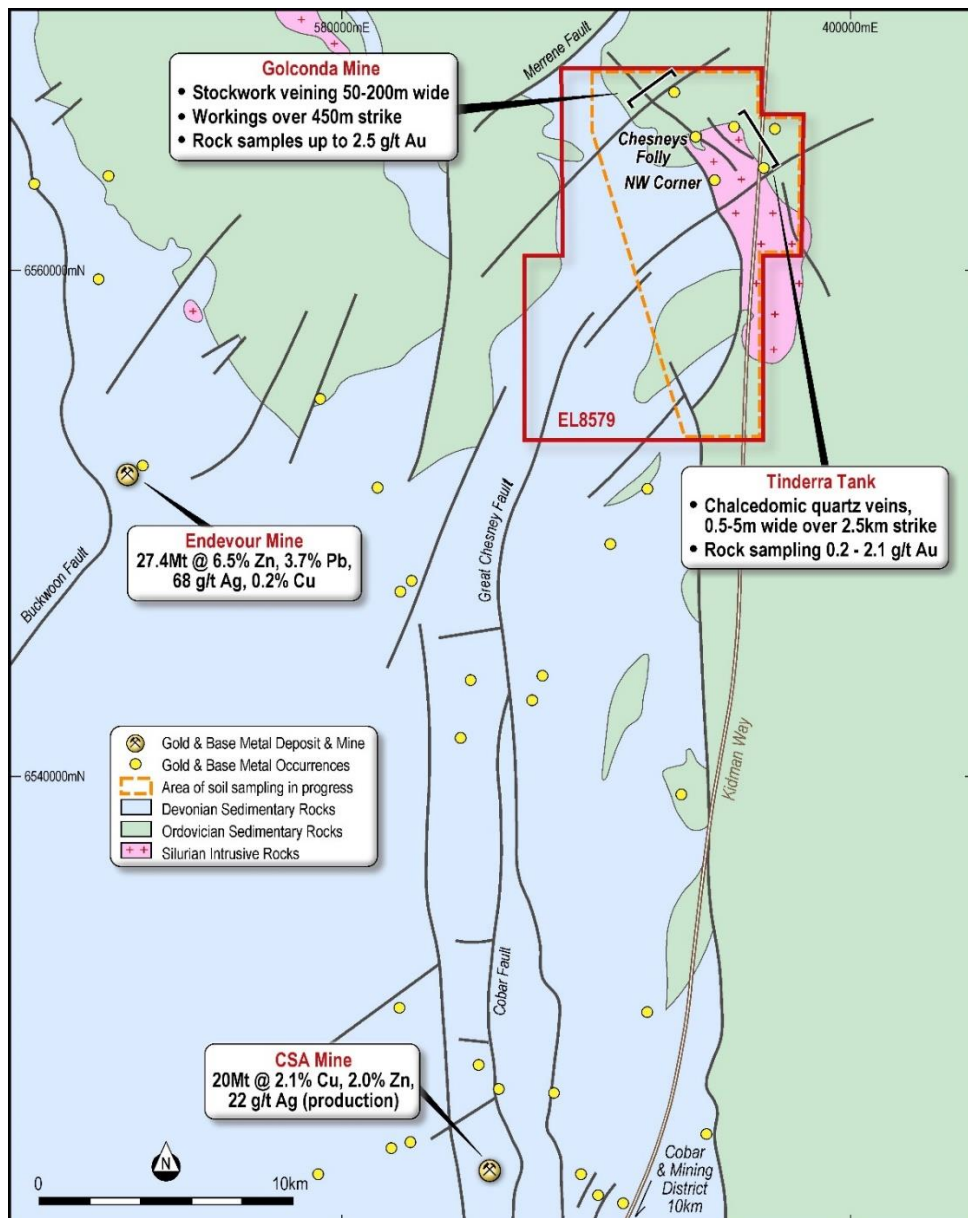 580000mE
400000mE
Golconda Mine
• Stockwork veining 50-200m wide
• Workings over 450m strike
• Rock samples up to 2.5 g/t Au
Merrene Fault
Chesneys
Folly
NW Corner
6560000mN
EL8579
Tinderra Tank
• Chalcedomic quartz veins,
0.5-5m wide over 2.5km strike
• Rock sampling 0.2 - 2.1 g/t Au
Endevour Mine
27.4Mt @ 6.5% Zn, 3.7% Pb,
68 g/t Ag, 0.2% Cu
Buckwoon Fault
Great Chesney Fault
Gold & Base Metal Deposit & Mine
Gold & Base Metal Occurrences
Area of soil sampling in progress
Devonian Sedimentary Rocks
Ordovician Sedimentary Rocks
Silurian Intrusive Rocks
6540000mN
Kidman Way
Cobar Fault
CSA Mine
20Mt @ 2.1% Cu, 2.0% Zn,
22 g/t Ag (production)
N
0
10km
Cobar
& Mining
District
10km